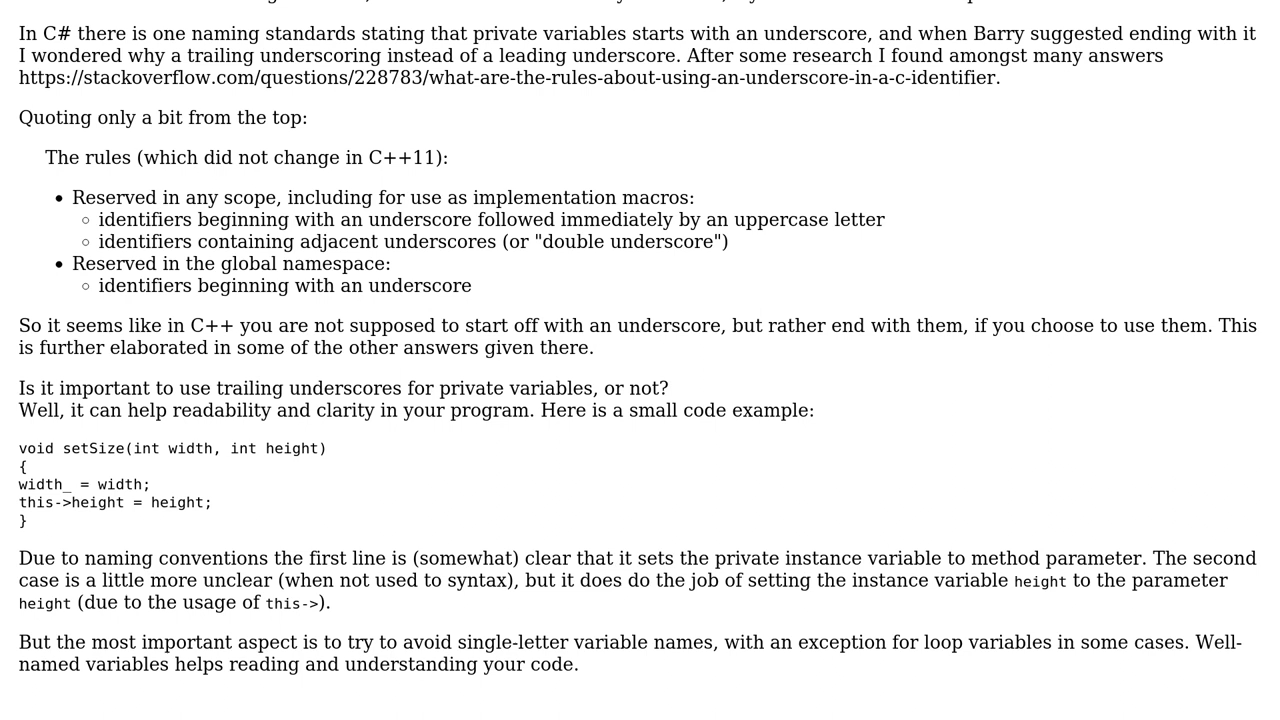 In C# there is one naming standards stating that private variables starts with an underscore, and when Barry suggested ending with it
I wondered why a trailing underscoring instead of a leading underscore. After some research I found amongst many answers
https://stackoverflow.com/questions/228783/what-are-the-rules-about-using-an-underscore-in-a-c-identifier.
Quoting only a bit from the top:
The rules (which did not change in C++11):
• Reserved in any scope, including for use as implementation macros:
◦ identifiers beginning with an underscore followed immediately by an uppercase letter
◦ identifiers containing adjacent underscores (or "double underscore")
• Reserved in the global namespace:
◦ identifiers beginning with an underscore
So it seems like in C++ you are not supposed to start off with an underscore, but rather end with them, if you choose to use them. This
is further elaborated in some of the other answers given there.
Is it important to use trailing underscores for private variables, or not?
Well, it can help readability and clarity in your program. Here is a small code example:
void setSize(int width, int height)
{
width_ = width;
this->height = height;
}
Due to naming conventions the first line is (somewhat) clear that it sets the private instance variable to method parameter. The second
case is a little more unclear (when not used to syntax), but it does do the job of setting the instance variable height to the parameter
height (due to the usage of this->).
But the most important aspect is to try to avoid single-letter variable names, with an exception for loop variables in some cases. Well-
named variables helps reading and understanding your code.